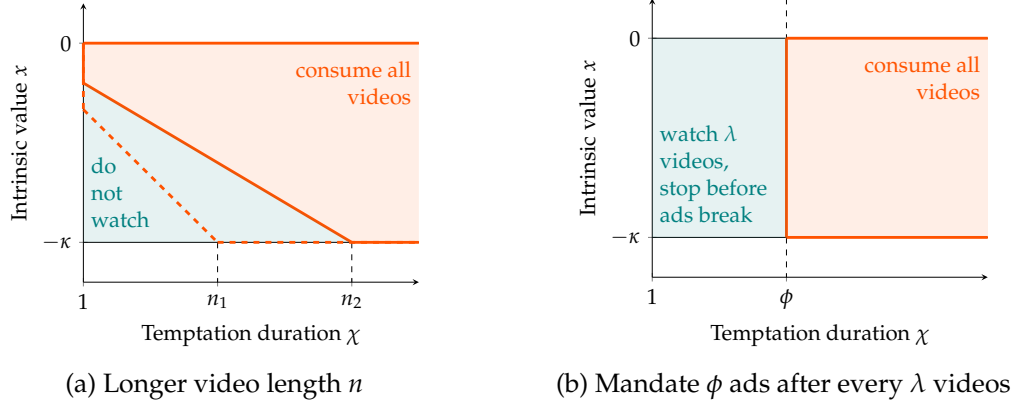 0
consume all
videos
Intrinsic value x
do
not
watch
−κ
1
n₁
n₂
Temptation duration χ
(a) Longer video length n
0
consume all
videos
Intrinsic value x
watch λ
videos,
stop before
ads break
−κ
1
ϕ
Temptation duration χ
(b) Mandate ϕ ads after every λ videos